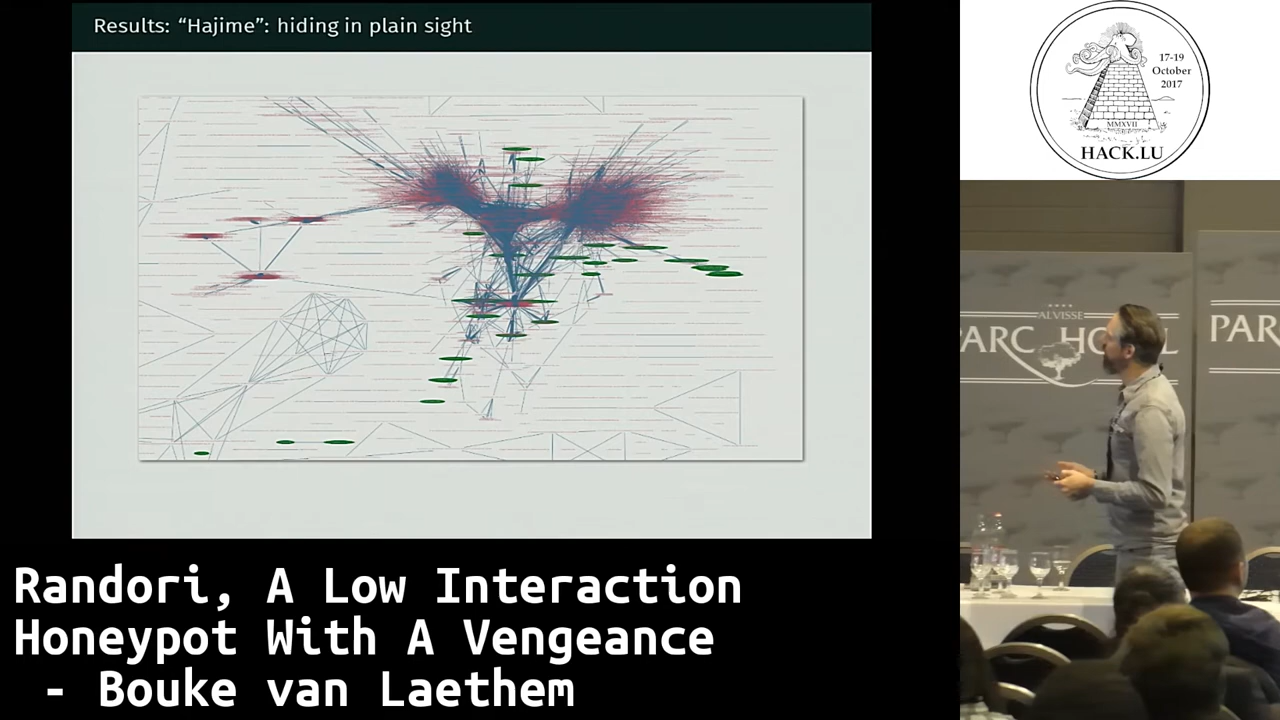 Results: “Hajime”: hiding in plain sight
17-19
October
2017
MMXVII
HACK.LU
ALVISSE
PARC HOTEL
PAR
Randori, A Low Interaction
Honeypot With A Vengeance
- Bouke van Laethem